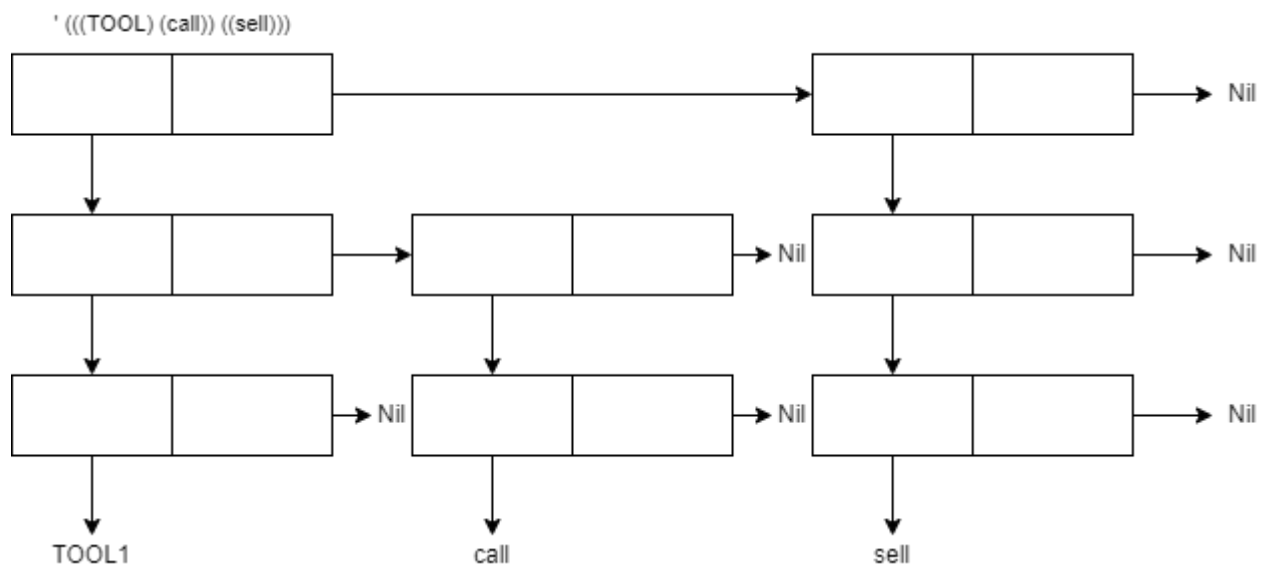 ' (((TOOL) (call)) ((sell)))
Nil
Nil
Nil
Nil
Nil
Nil
TOOL1
call
sell